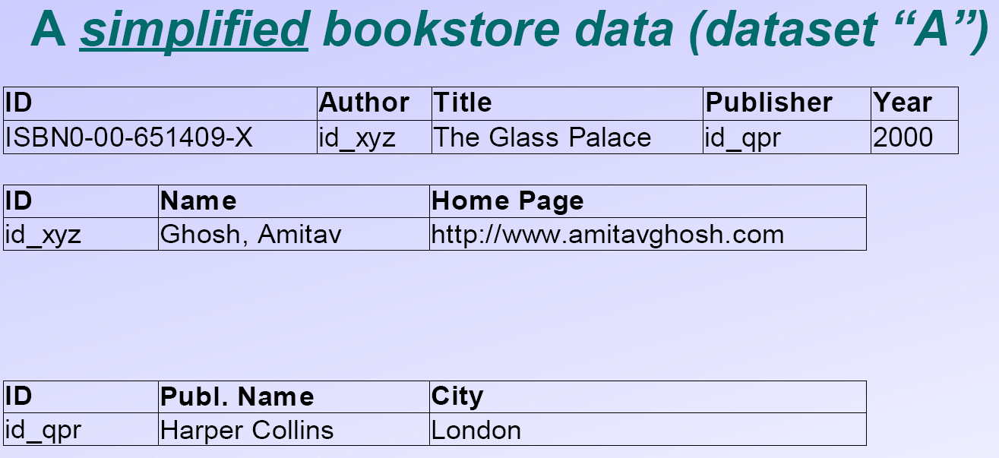 A simplified bookstore data (dataset “A”)
ID Author Title Publisher Year
ISBN0-00-651409-X id_xyz The Glass Palace id_qpr 2000
ID Name Home Page
id_xyz Ghosh, Amitav http://www.amitavghosh.com
ID Publ. Name City
id_qpr Harper Collins London